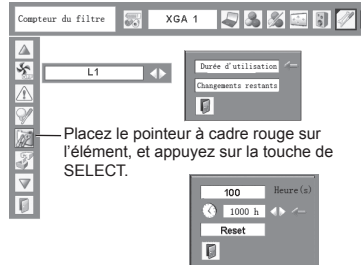 Compteur du filtre
XGA 1
L1
Durée d'utilisation
Changements restants
Placez le pointeur à cadre rouge sur
l'élément, et appuyez sur la touche de
SELECT.
100 Heure(s)
1000 h
Reset